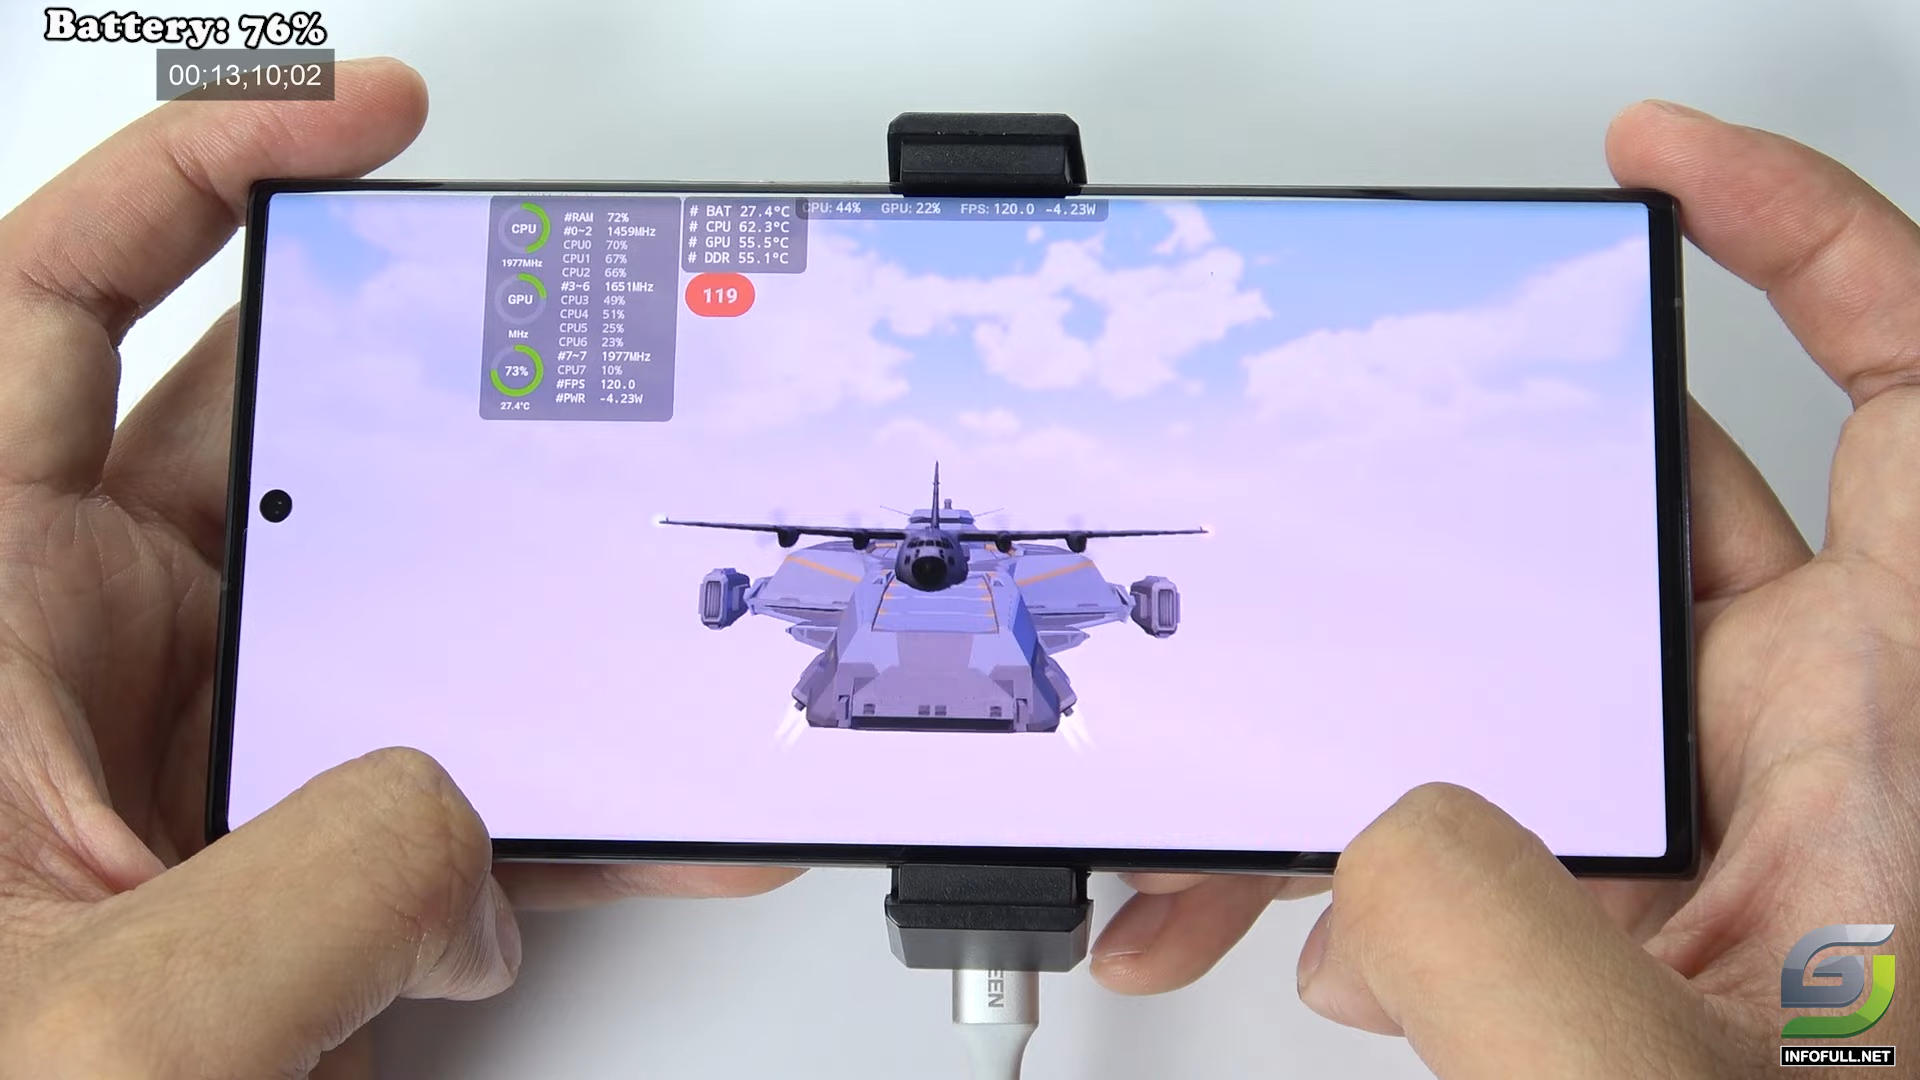 Battery: 76%
00;13;10;02
CPU
1977MHz
GPU
MHz
73%
27.4°C
#RAM 72%
#0~2 1459MHz
CPU0 70%
CPU1 67%
CPU2 66%
#3~6 1651MHz
CPU3 49%
CPU4 51%
CPU5 25%
CPU6 23%
#7~7 1977MHz
CPU7 10%
#FPS 120.0
#PWR -4.23W
# BAT 27.4°C
# CPU 62.3°C
# GPU 55.5°C
# DDR 55.1°C
119
CPU: 44% GPU: 22% FPS: 120.0 -4.23W
INFOFULL.NET